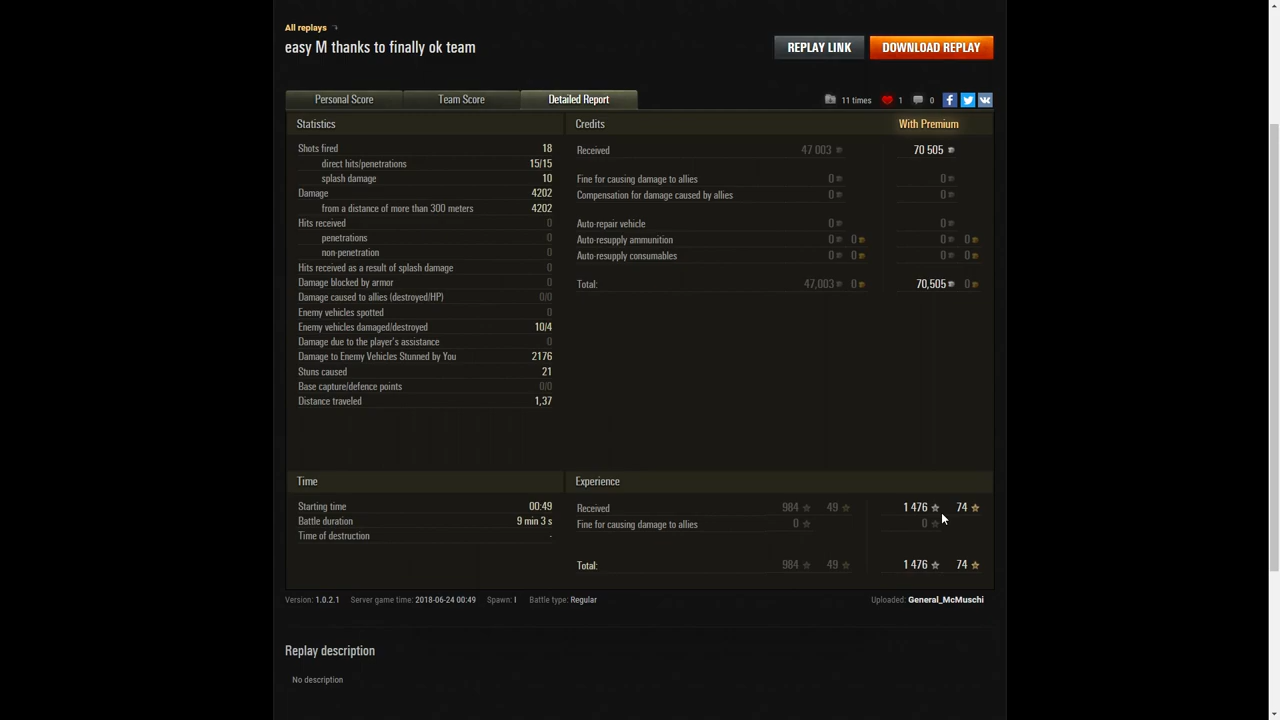 All replays
easy M thanks to finally ok team
REPLAY LINK
DOWNLOAD REPLAY
Personal Score
Team Score
Detailed Report
11 times
1
0
Statistics
Shots fired 18
direct hits/penetrations 15/15
splash damage 10
Damage 4202
from a distance of more than 300 meters 4202
Hits received 0
penetrations 0
non-penetration 0
Hits received as a result of splash damage 0
Damage blocked by armor 0
Damage caused to allies (destroyed/HP) 0/0
Enemy vehicles spotted 0
Enemy vehicles damaged/destroyed 10/4
Damage due to the player's assistance 0
Damage to Enemy Vehicles Stunned by You 2176
Stuns caused 21
Base capture/defence points 0/0
Distance traveled 1,37
Credits With Premium
Received 47 003 70 505
Fine for causing damage to allies 0 0
Compensation for damage caused by allies 0 0
Auto-repair vehicle 0 0
Auto-resupply ammunition 0 0 0 0
Auto-resupply consumables 0 0 0 0
Total: 47,003 0 70,505 0
Time
Starting time 00:49
Battle duration 9 min 3 s
Time of destruction -
Experience
Received 984 49 1 476 74
Fine for causing damage to allies 0 0
Total: 984 49 1 476 74
Version: 1.0.2.1 Server game time: 2018-06-24 00:49 Spawn: I Battle type: Regular Uploaded: General_McMuschi
Replay description
No description